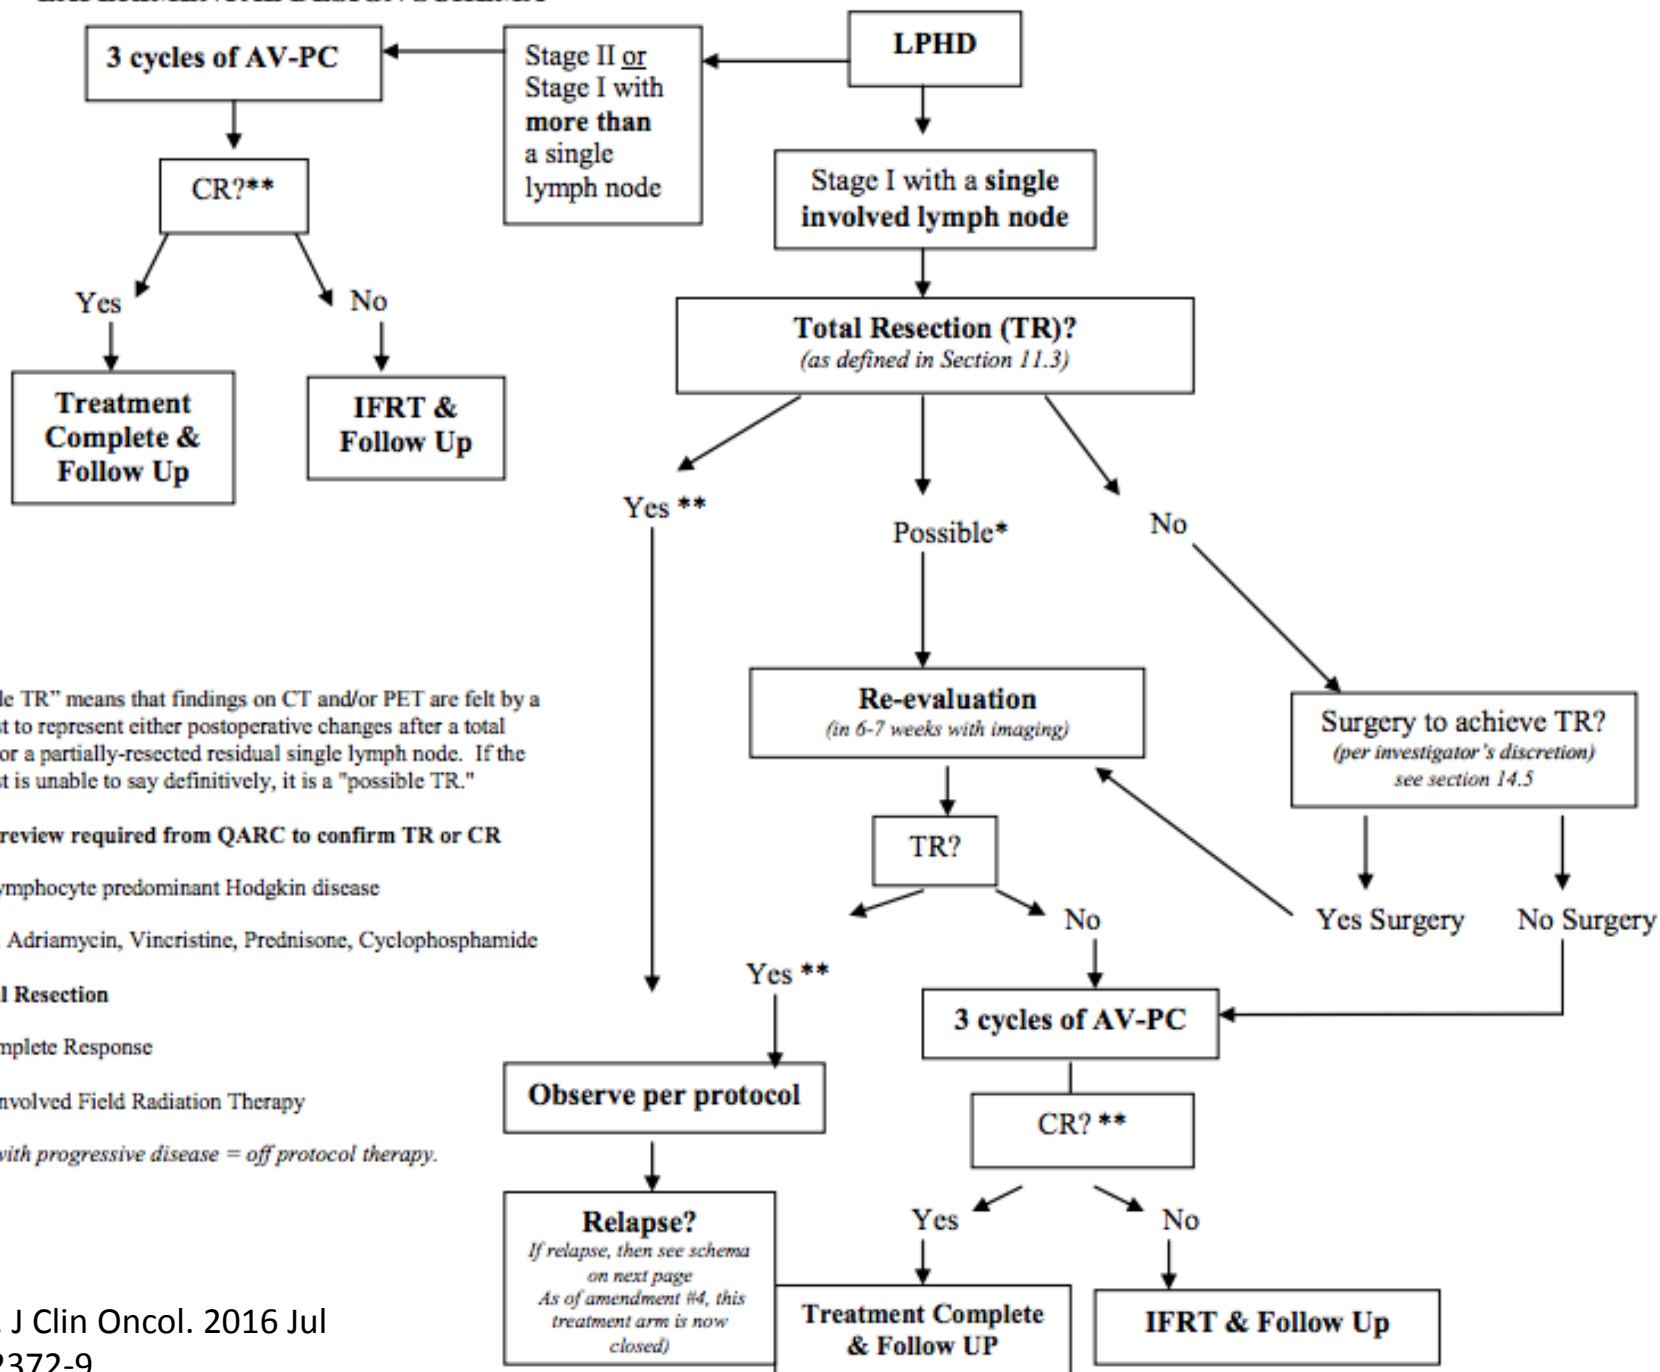 3 cycles of AV-PC
Stage II or
Stage I with
more than
a single
lymph node
LPHD
CR?**
Stage I with a single
involved lymph node
Yes
No
Total Resection (TR)?
(as defined in Section 11.3)
Treatment
Complete &
Follow Up
IFRT &
Follow Up
Yes **
Possible*
No
Re-evaluation
(in 6-7 weeks with imaging)
Surgery to achieve TR?
(per investigator's discretion)
see section 14.5
TR?
Yes Surgery
No Surgery
No
Yes **
3 cycles of AV-PC
Observe per protocol
CR? **
Yes
No
Relapse?
If relapse, then see schema
on next page
As of amendment #4, this
treatment arm is now
closed)
Treatment Complete
& Follow UP
IFRT & Follow Up
le TR” means that findings on CT and/or PET are felt by a
st to represent either postoperative changes after a total
or a partially-resected residual single lymph node. If the
st is unable to say definitively, it is a "possible TR."
review required from QARC to confirm TR or CR
ymphocyte predominant Hodgkin disease
: Adriamycin, Vincristine, Prednisone, Cyclophosphamide
l Resection
mplete Response
nvolved Field Radiation Therapy
with progressive disease = off protocol therapy.
. J Clin Oncol. 2016 Jul
2372-9